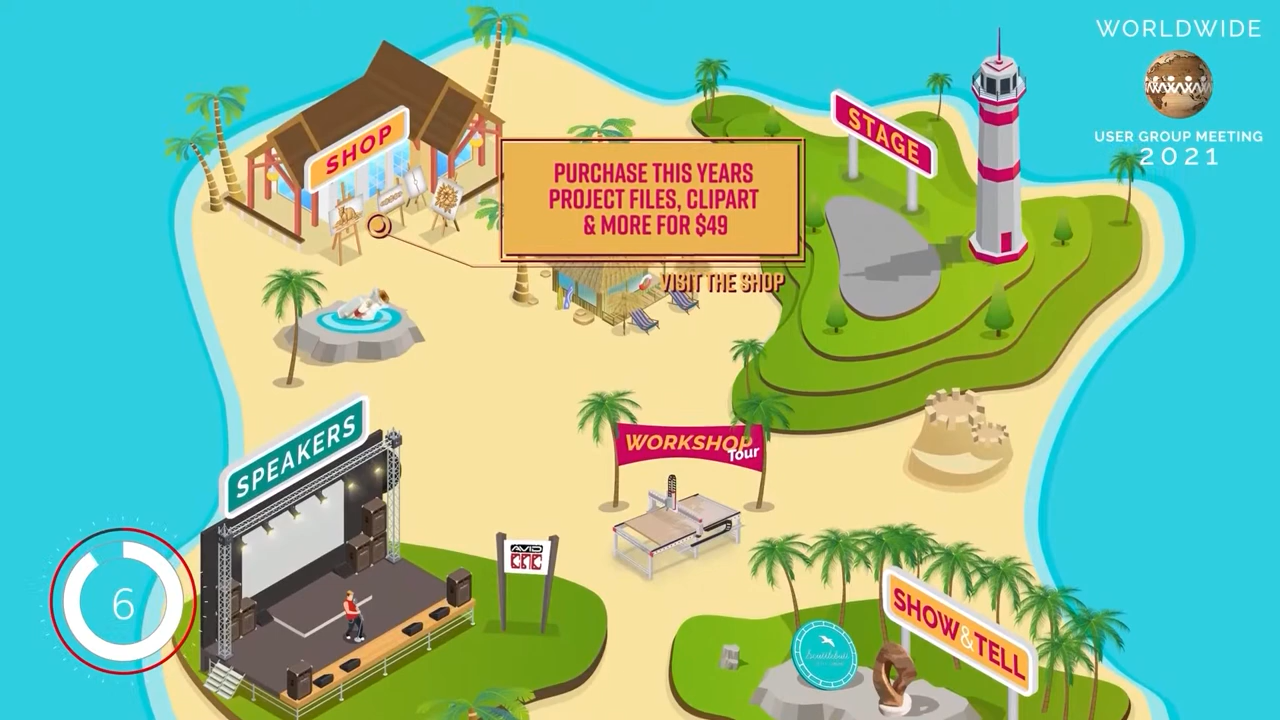 WORLDWIDE
USER GROUP MEETING
2021
SHOP
STAGE
PURCHASE THIS YEARS
PROJECT FILES, CLIPART
& MORE FOR $49
VISIT THE SHOP
SPEAKERS
WORKSHOP
Tour
AVID
CNC
SHOW&TELL
6